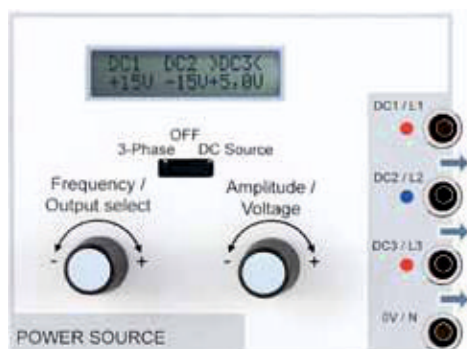 DC1 DC2 >DC3<
+15V -15V+5.0V
OFF
3-Phase DC Source
Frequency /
Output select
Amplitude /
Voltage
- +
- +
DC1 / L1
DC2 / L2
DC3 / L3
0V / N
POWER SOURCE